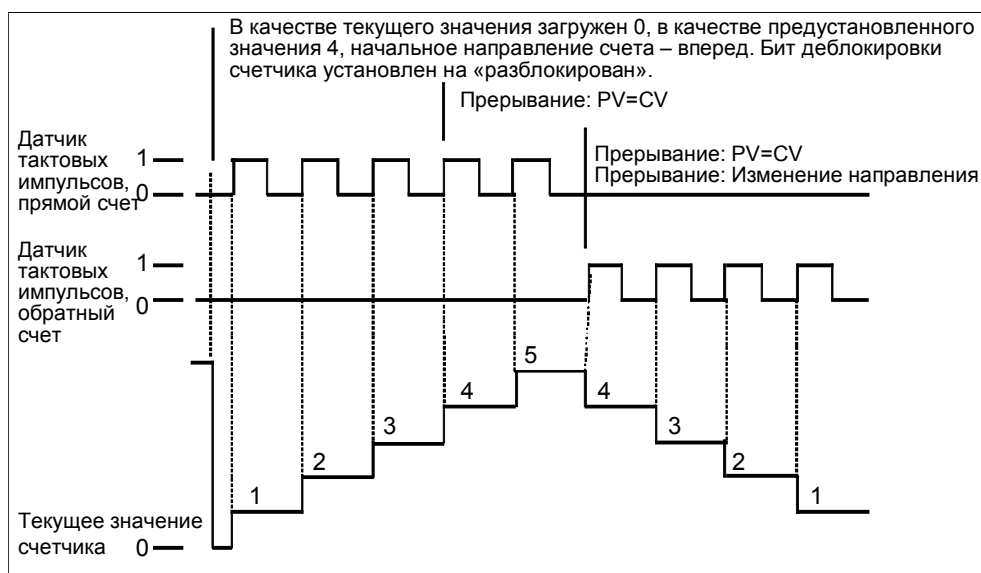 В качестве текущего значения загружен 0, в качестве предустановленного
значения 4, начальное направление счета – вперед. Бит деблокировки
счетчика установлен на «разблокирован».
Прерывание: PV=CV
Прерывание: PV=CV
Прерывание: Изменение направления
Датчик
тактовых
импульсов,
прямой счет
1
0
Датчик
тактовых
импульсов,
обратный
счет
1
0
5
4
4
3
3
2
2
1
1
Текущее значение
счетчика
0